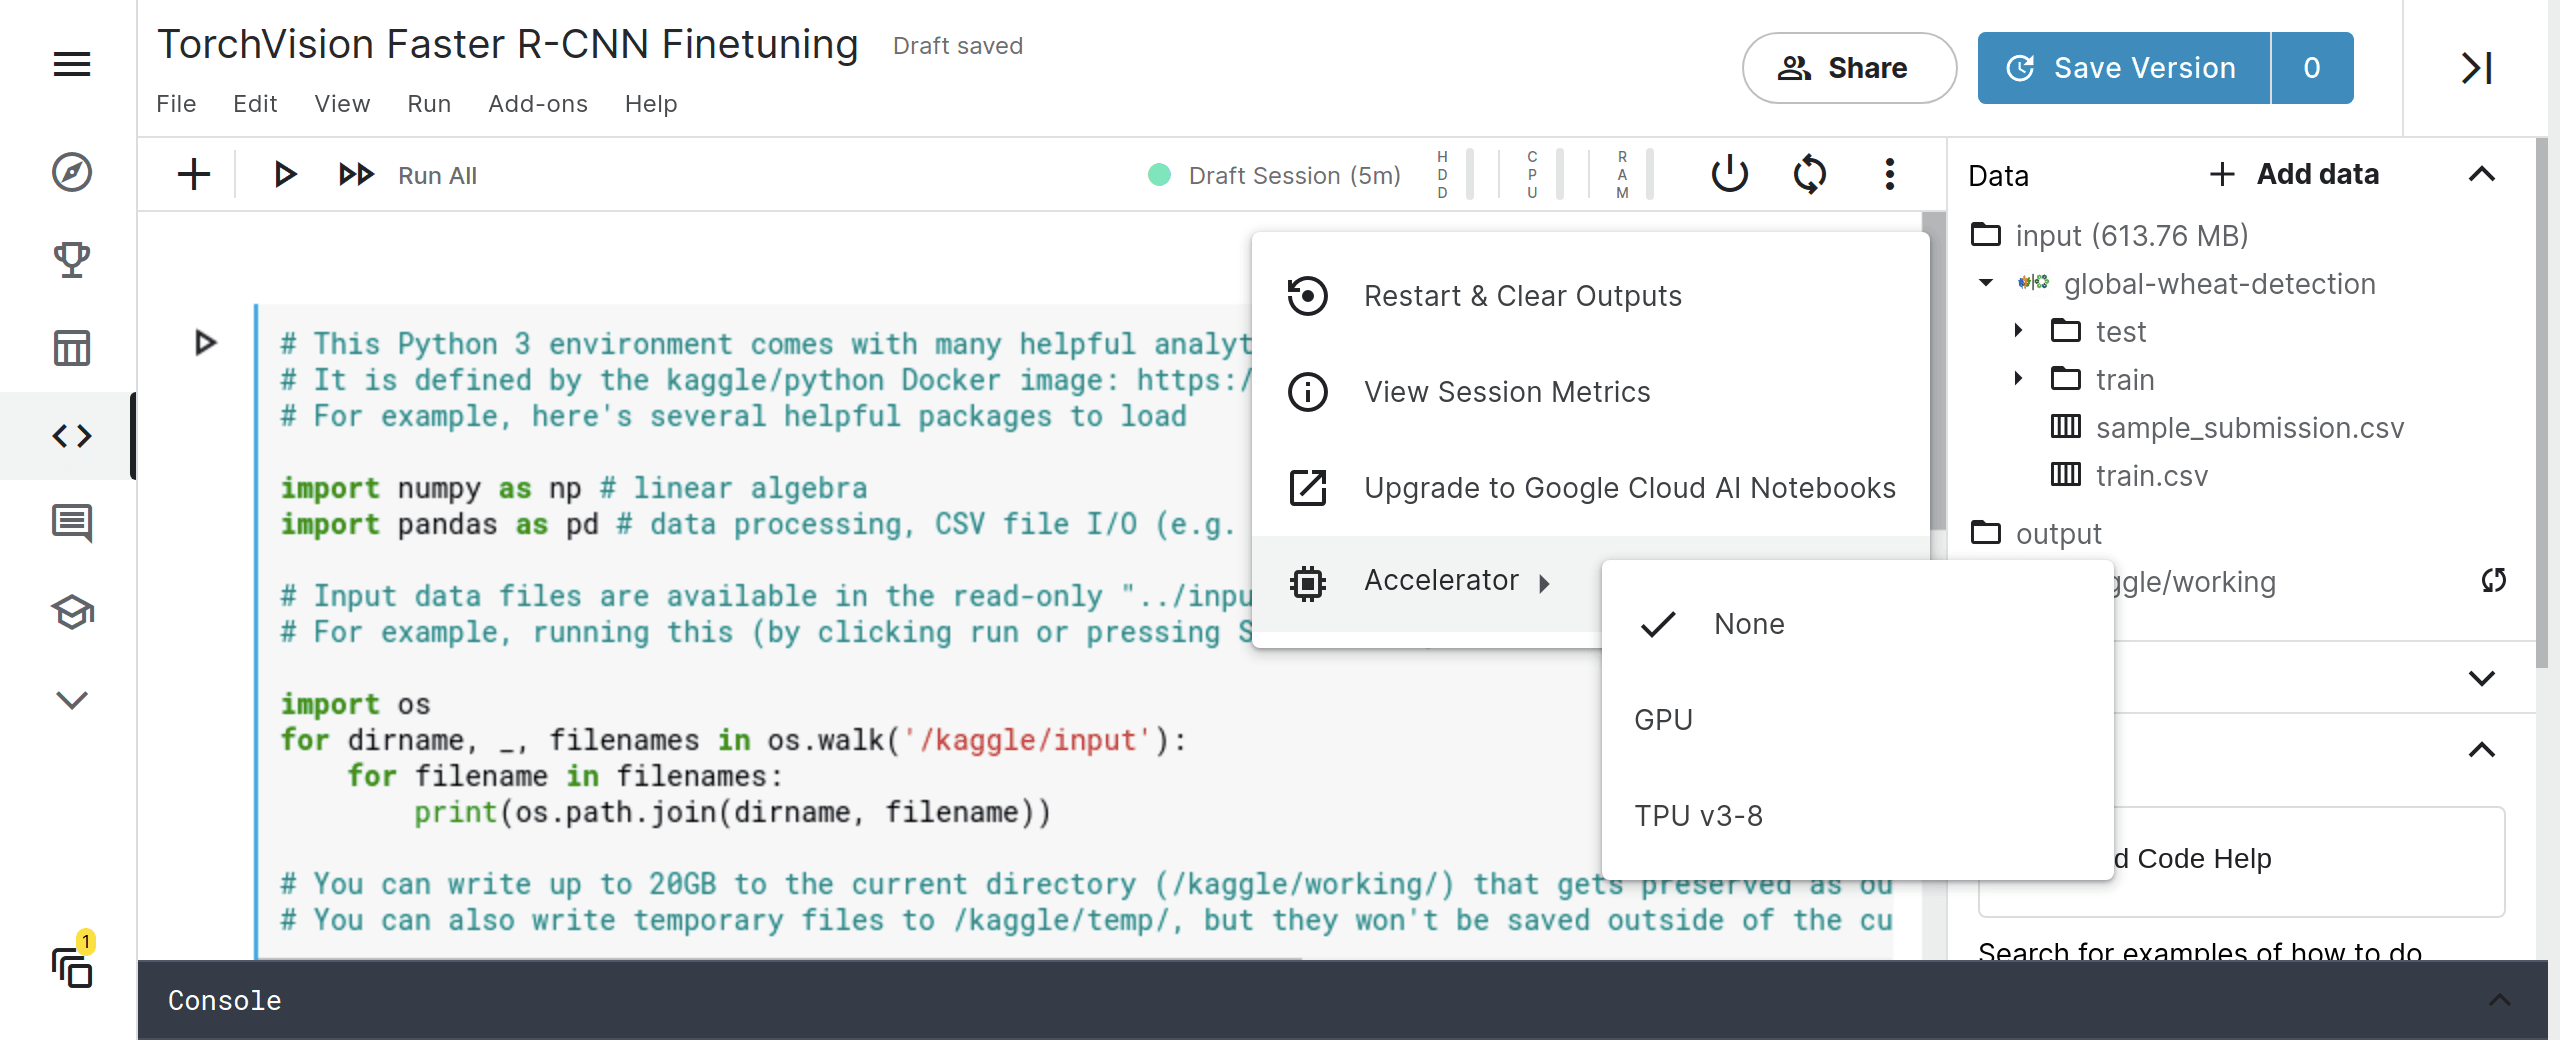 TorchVision Faster R-CNN Finetuning
Draft saved
File Edit View Run Add-ons Help
Share
Save Version
0
Run All
Draft Session (5m)
HDD
CPU
RAM
Data
Add data
input (613.76 MB)
global-wheat-detection
test
train
sample_submission.csv
train.csv
output
ggle/working
d Code Help
Search for examples of how to do
Restart & Clear Outputs
View Session Metrics
Upgrade to Google Cloud AI Notebooks
Accelerator
None
GPU
TPU v3-8
# This Python 3 environment comes with many helpful analyt
# It is defined by the kaggle/python Docker image: https:/
# For example, here's several helpful packages to load
import numpy as np # linear algebra
import pandas as pd # data processing, CSV file I/O (e.g.
# Input data files are available in the read-only "../inpu
# For example, running this (by clicking run or pressing S
import os
for dirname, _, filenames in os.walk('/kaggle/input'):
for filename in filenames:
print(os.path.join(dirname, filename))
# You can write up to 20GB to the current directory (/kaggle/working/) that gets preserved as ou
# You can also write temporary files to /kaggle/temp/, but they won't be saved outside of the cu
1
Console